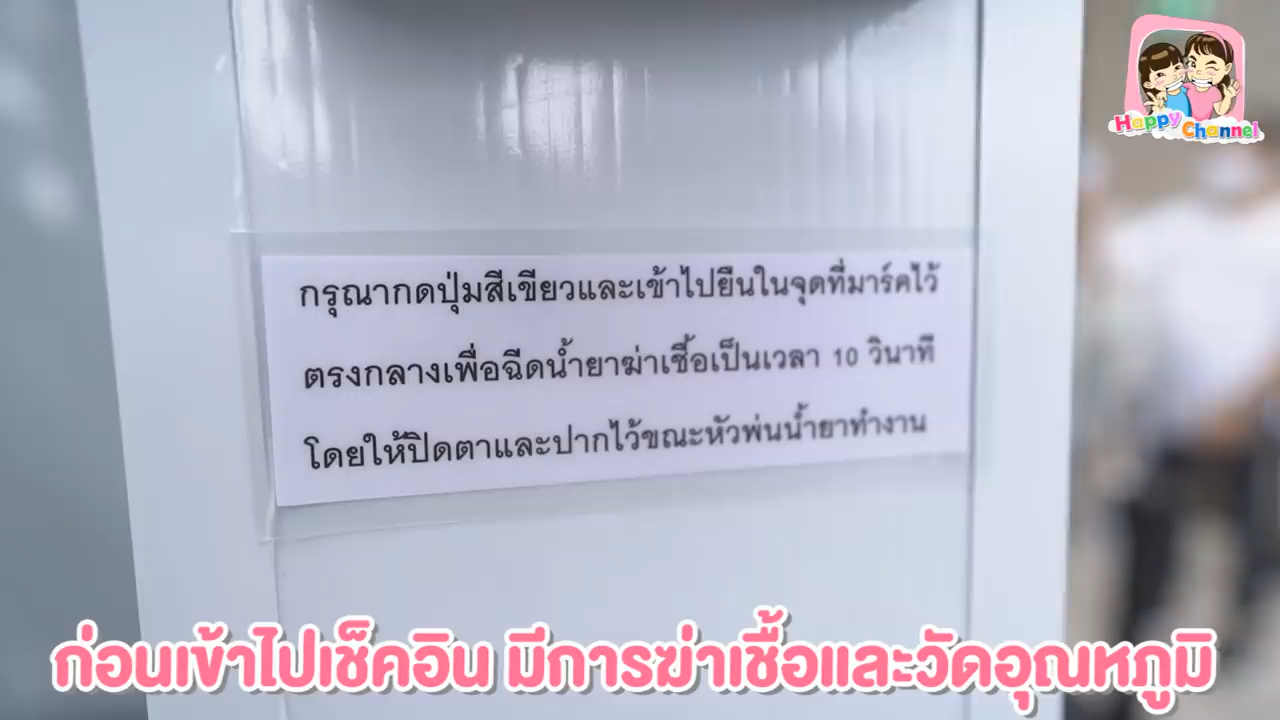 Happy Channel
กรุณากดปุ่มสีเขียวและเข้าไปยืนในจุดที่มาร์คไว้
ตรงกลางเพื่อฉีดน้ำยาฆ่าเชื้อเป็นเวลา 10 วินาที
โดยให้ปิดตาและปากไว้ขณะหัวพ่นน้ำยาทำงาน
ก่อนเข้าไปเช็คอิน มีการฆ่าเชื้อและวัดอุณหภูมิ